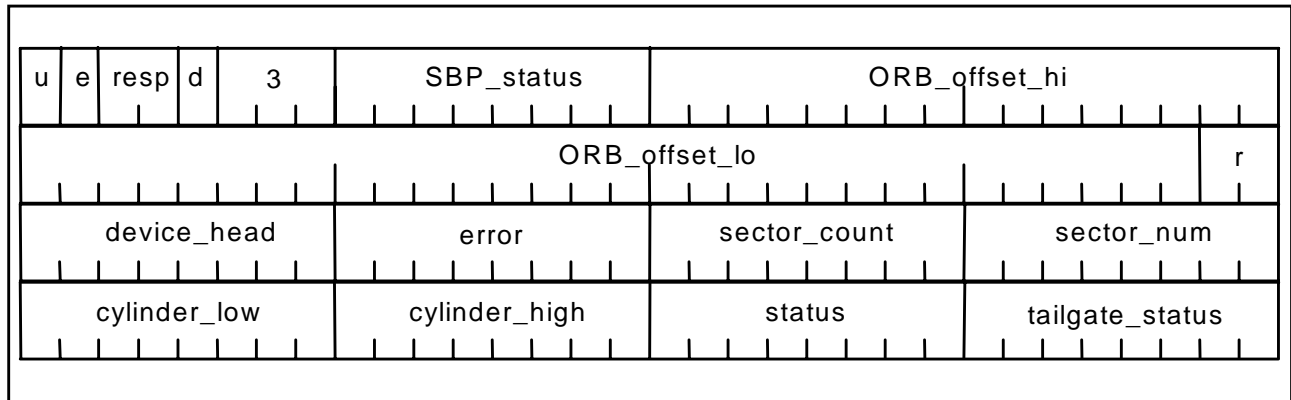 u e resp d 3 SBP_status ORB_offset_hi
ORB_offset_lo r
device_head error sector_count sector_num
cylinder_low cylinder_high status tailgate_status